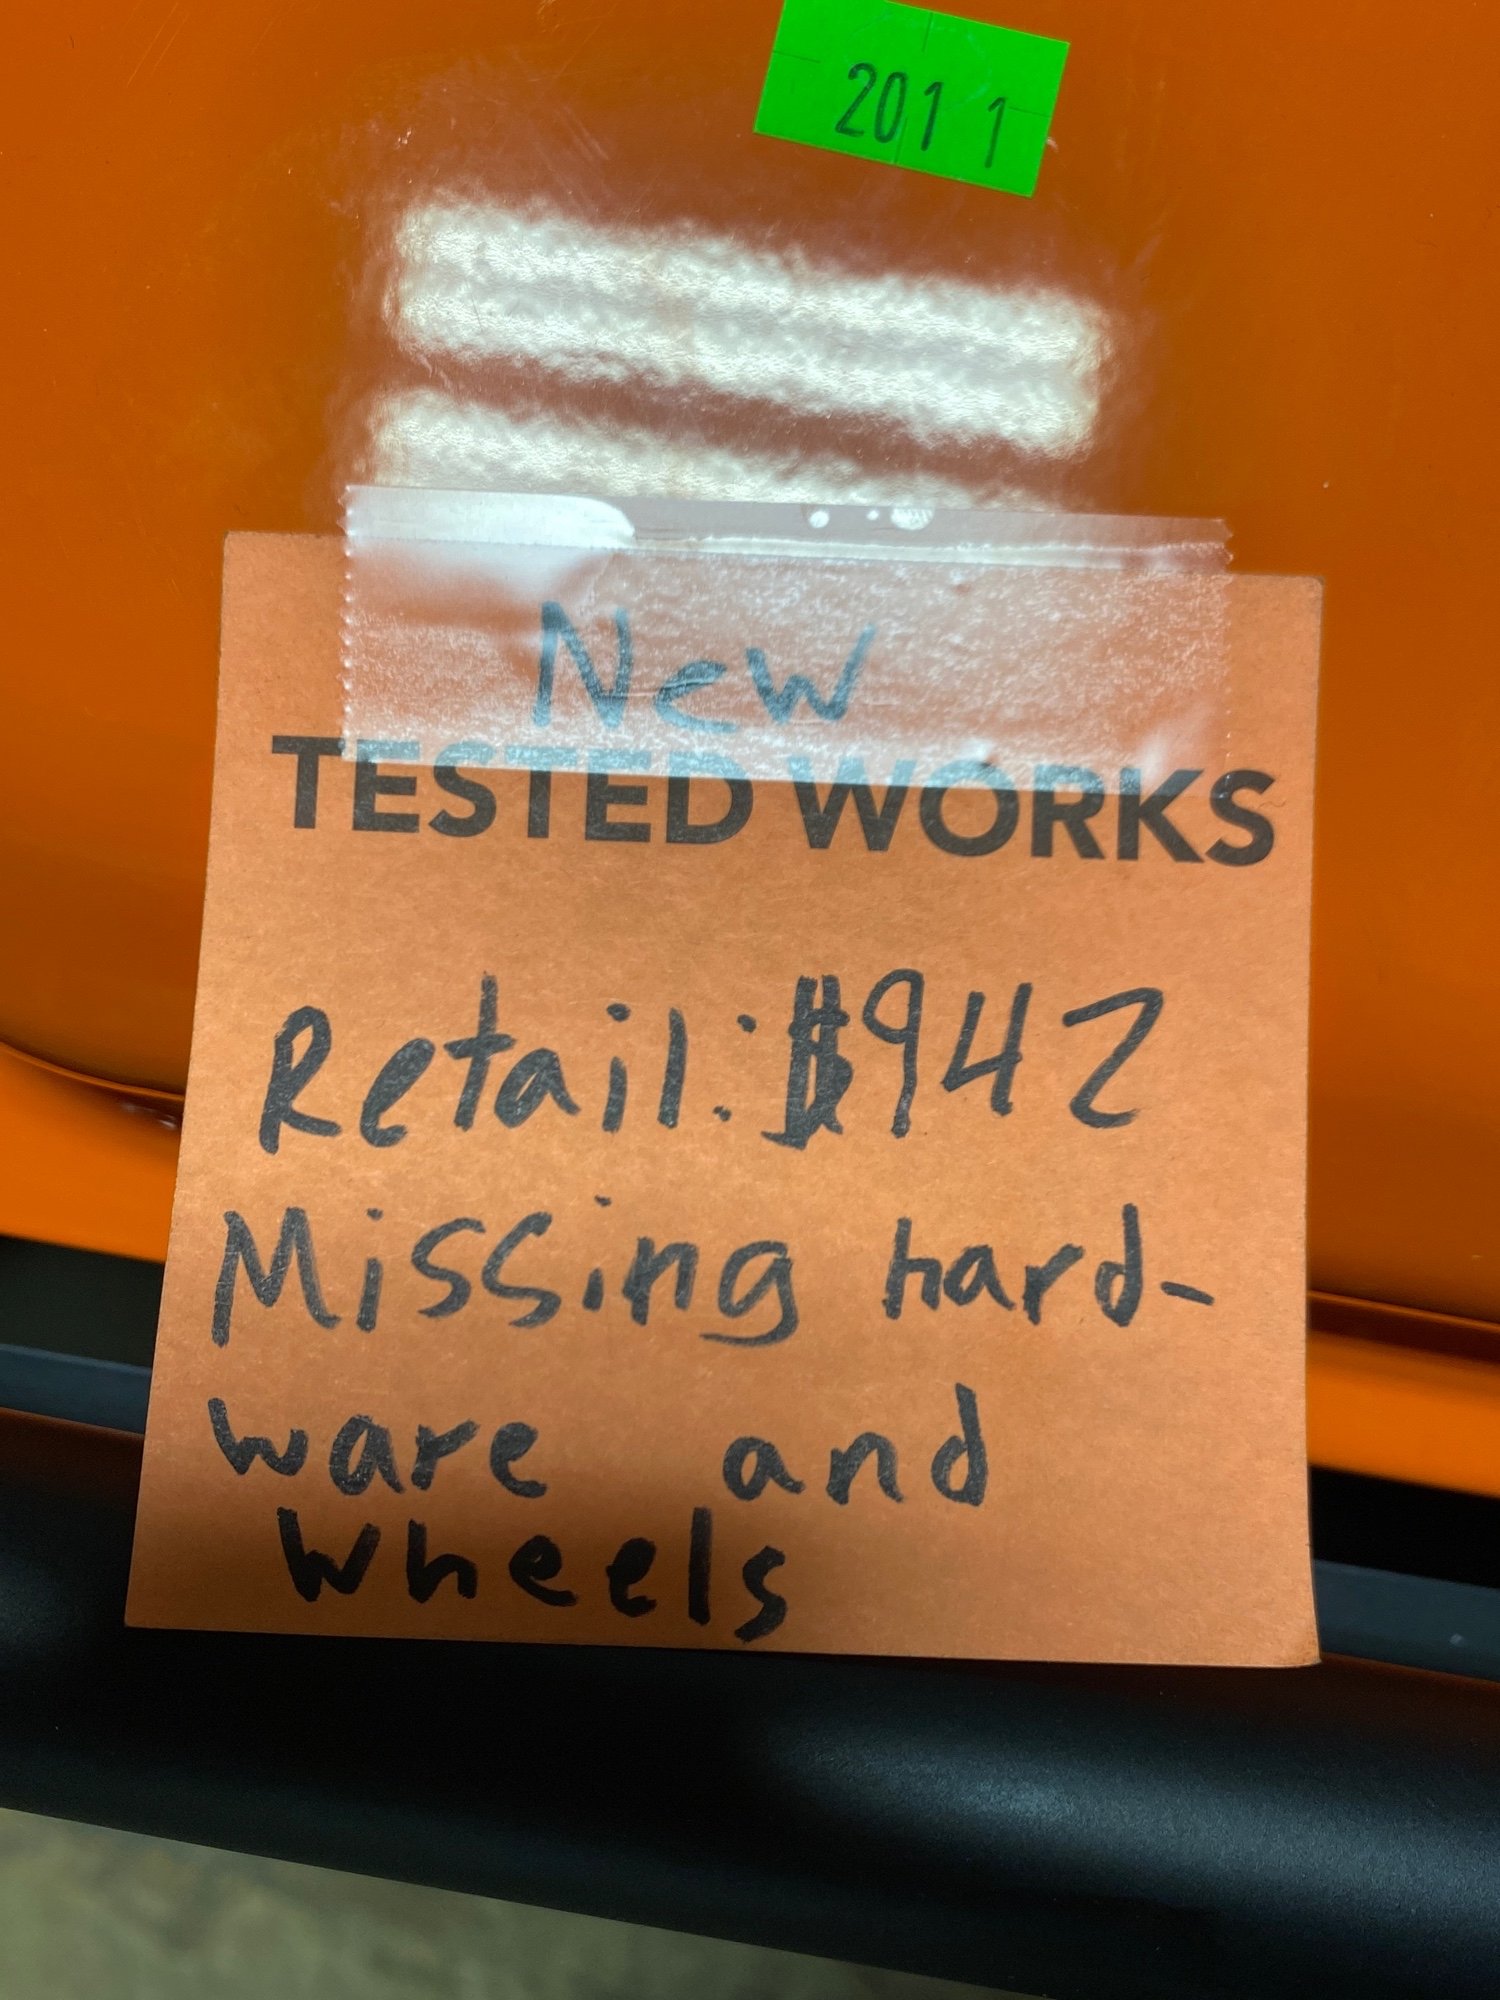 201 1
New
TESTED WORKS
Retail: $942
Missing hard-
ware and
wheels